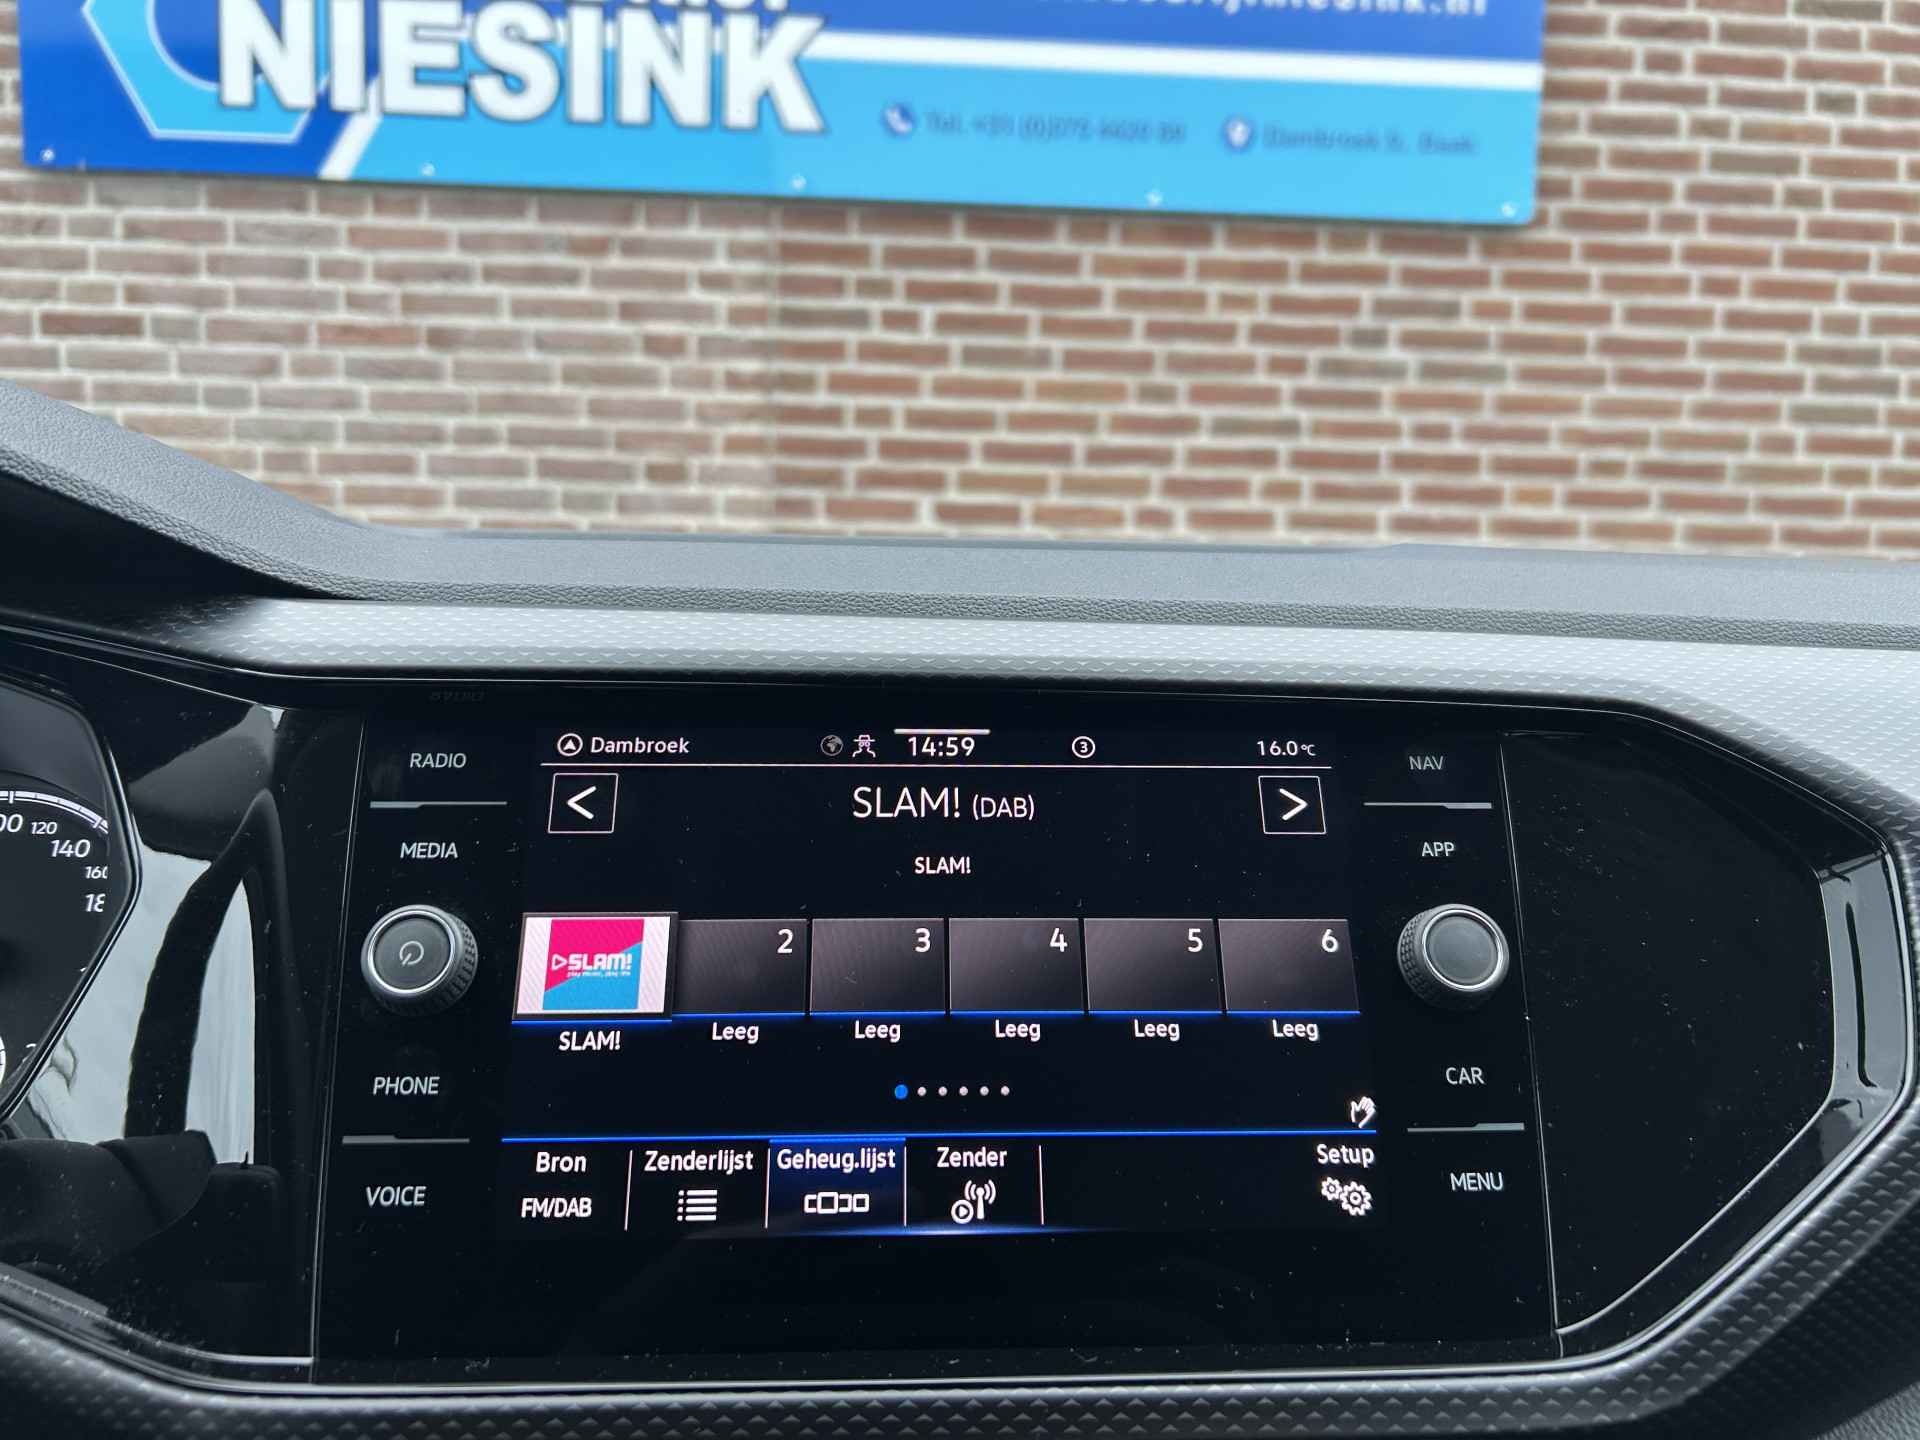 NIESINK
RADIO
MEDIA
PHONE
VOICE
Dambroek
14:59
3
16.0°C
<
SLAM! (DAB)
>
SLAM!
SLAM!
2
3
4
5
6
SLAM!
Leeg
Leeg
Leeg
Leeg
Leeg
Bron
FM/DAB
Zenderlijst
Geheug.lijst
Zender
Setup
NAV
APP
CAR
MENU
120
140